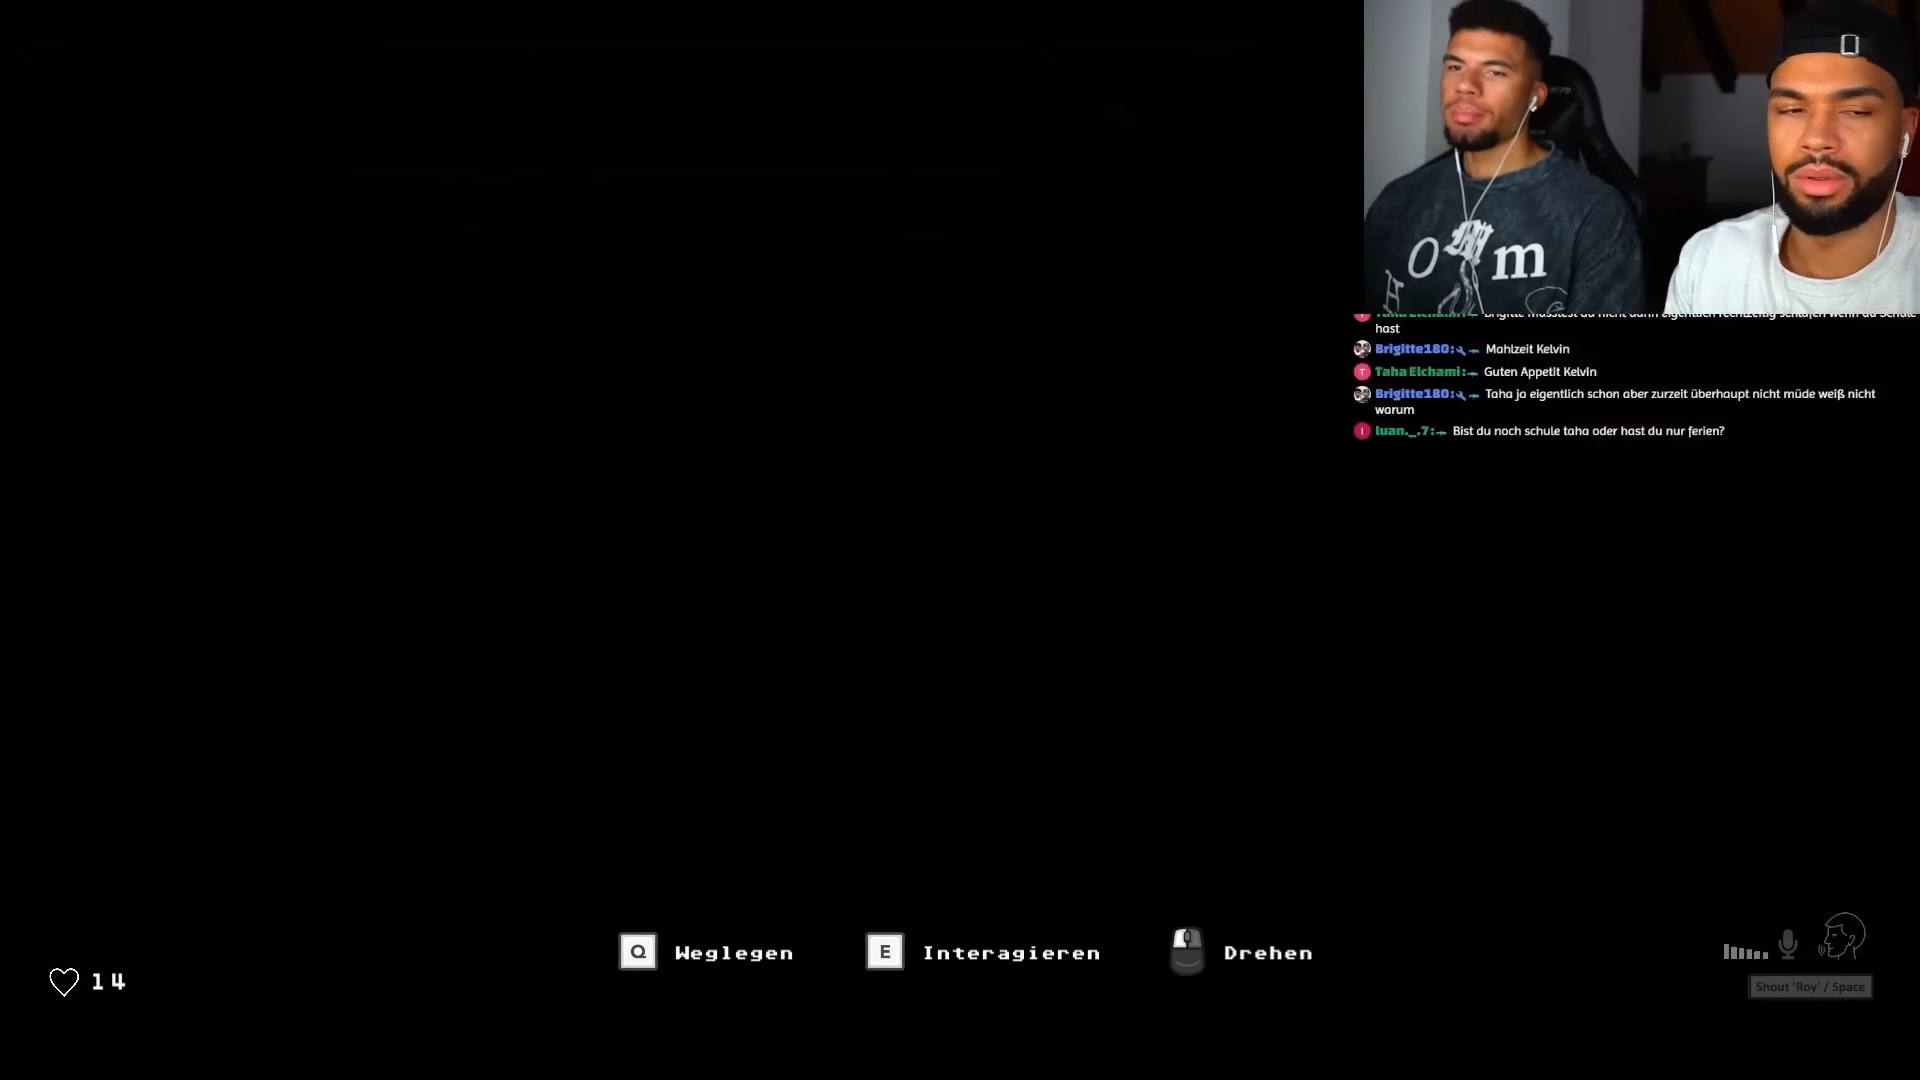 O M m
H
hast
Brigitte180: Mahlzeit Kelvin
T Taha Elchami: Guten Appetit Kelvin
Brigitte180: Taha ja eigentlich schon aber zurzeit überhaupt nicht müde weiß nicht
warum
l luan._.7: Bist du noch schule taha oder hast du nur ferien?
Q Weglegen E Interagieren Drehen
14
Shout 'Roy' / Space